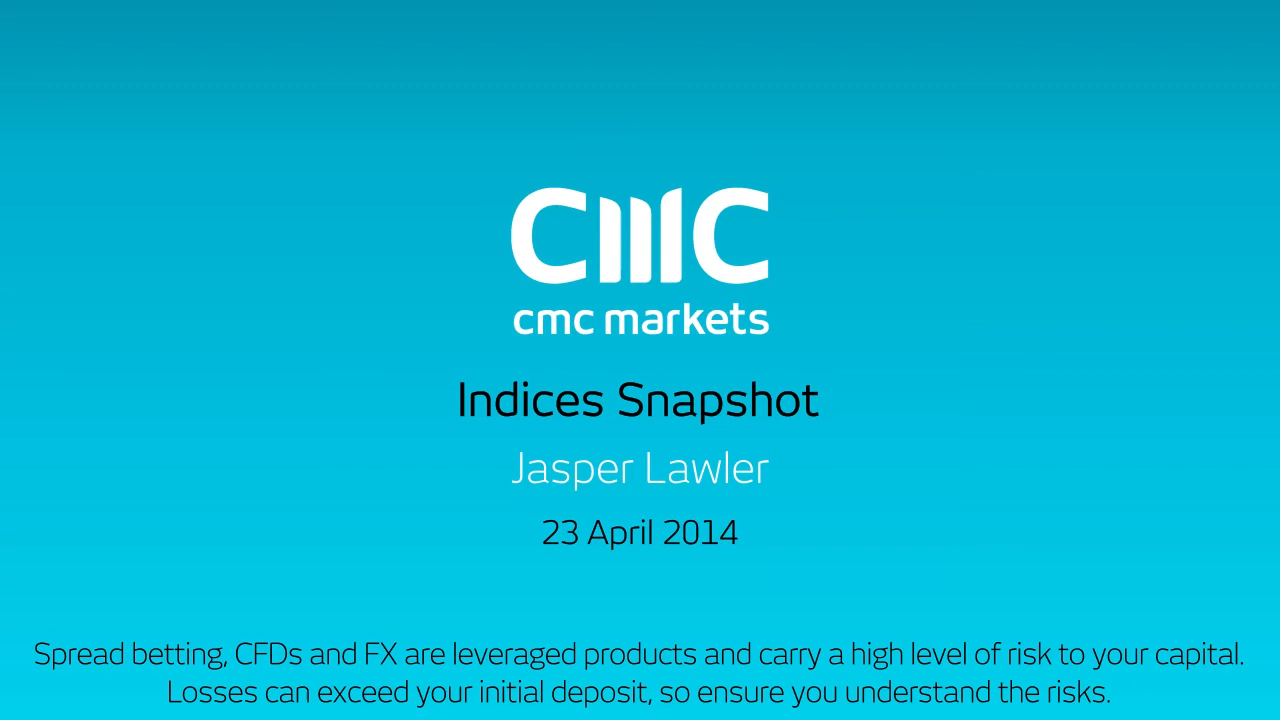 CMC
cmc markets
Indices Snapshot
Jasper Lawler
23 April 2014
Spread betting, CFDs and FX are leveraged products and carry a high level of risk to your capital.
Losses can exceed your initial deposit, so ensure you understand the risks.